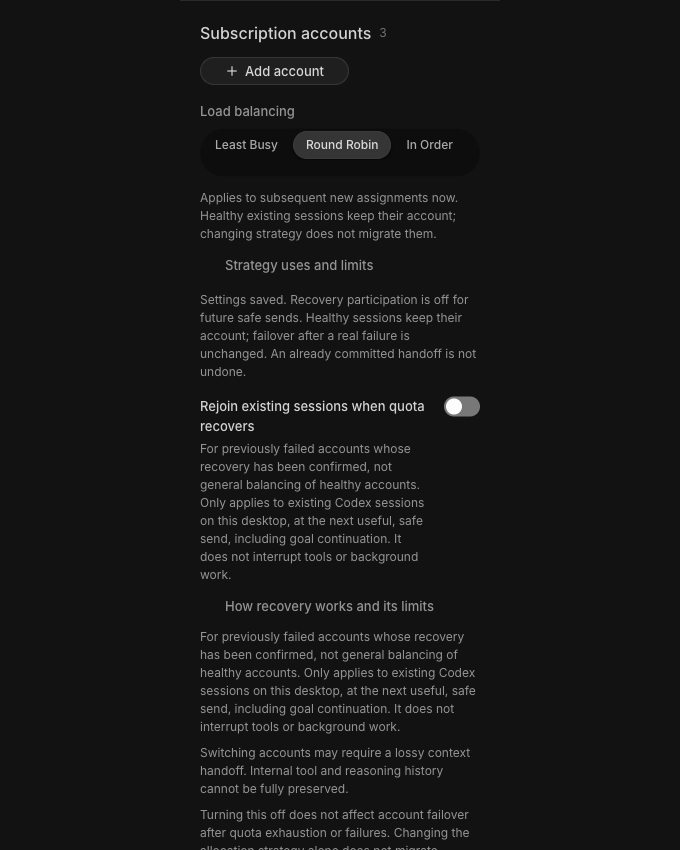 Subscription accounts 3
+ Add account
Load balancing
Least Busy Round Robin In Order
Applies to subsequent new assignments now.
Healthy existing sessions keep their account;
changing strategy does not migrate them.
Strategy uses and limits
Settings saved. Recovery participation is off for
future safe sends. Healthy sessions keep their
account; failover after a real failure is
unchanged. An already committed handoff is not
undone.
Rejoin existing sessions when quota
recovers
For previously failed accounts whose
recovery has been confirmed, not
general balancing of healthy accounts.
Only applies to existing Codex sessions
on this desktop, at the next useful, safe
send, including goal continuation. It
does not interrupt tools or background
work.
How recovery works and its limits
For previously failed accounts whose recovery
has been confirmed, not general balancing of
healthy accounts. Only applies to existing Codex
sessions on this desktop, at the next useful, safe
send, including goal continuation. It does not
interrupt tools or background work.
Switching accounts may require a lossy context
handoff. Internal tool and reasoning history
cannot be fully preserved.
Turning this off does not affect account failover
after quota exhaustion or failures. Changing the
allocation strategy alone does not migrate